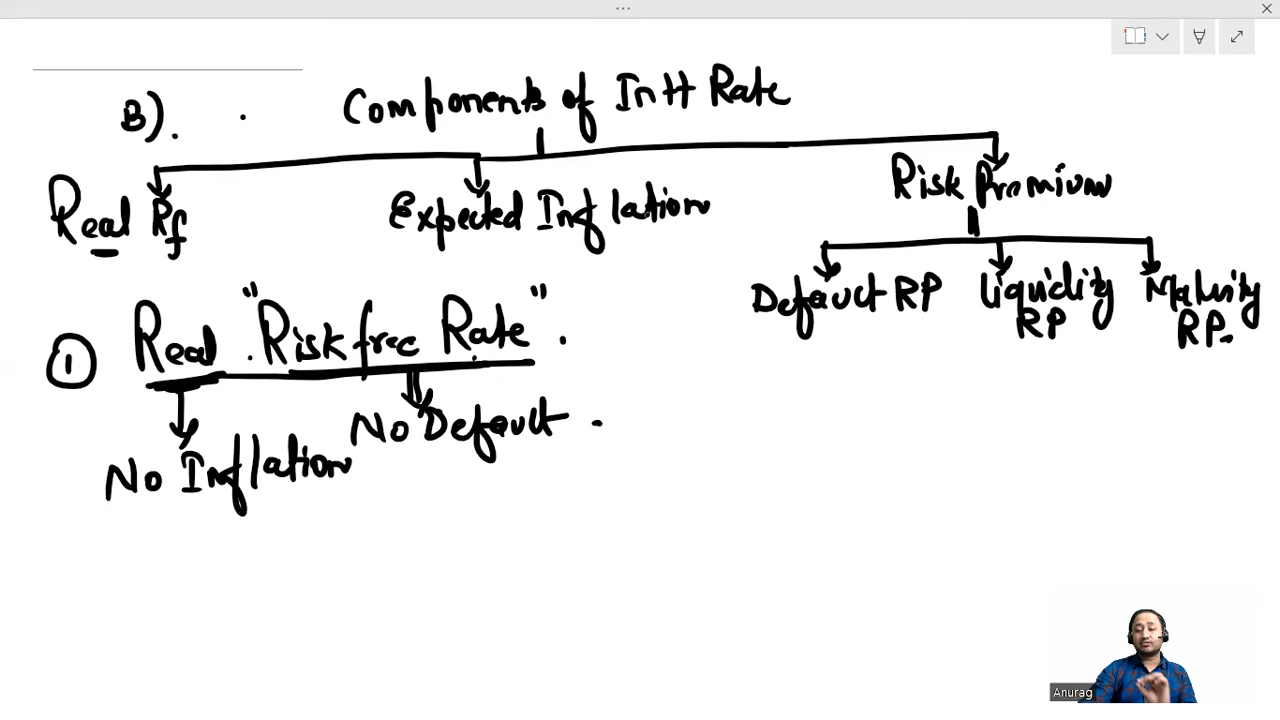 B). Components of Intt Rate
Real Rf
Expected Inflation
Risk Premium
Default RP
Liquidity RP
Maturity RP.
① Real "Risk free Rate".
No Inflation
No Default.
Anurag